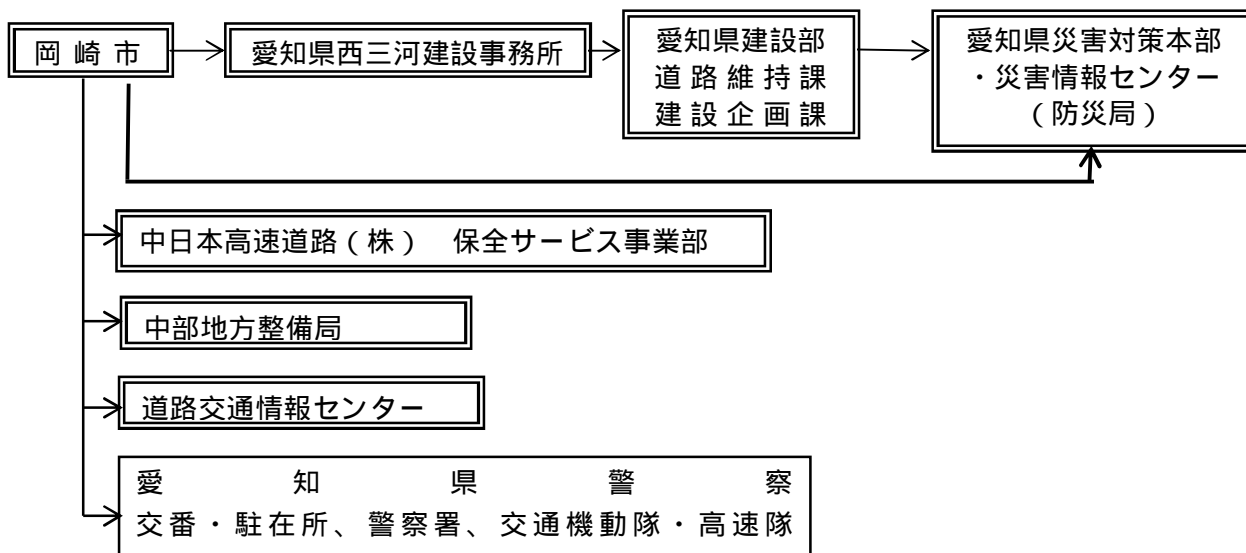 岡崎市
愛知県西三河建設事務所
愛知県建設部
道路維持課
建設企画課
愛知県災害対策本部
・災害情報センター
(防災局)
中日本高速道路(株) 保全サービス事業部
中部地方整備局
道路交通情報センター
愛知県警察
交番・駐在所、警察署、交通機動隊・高速隊